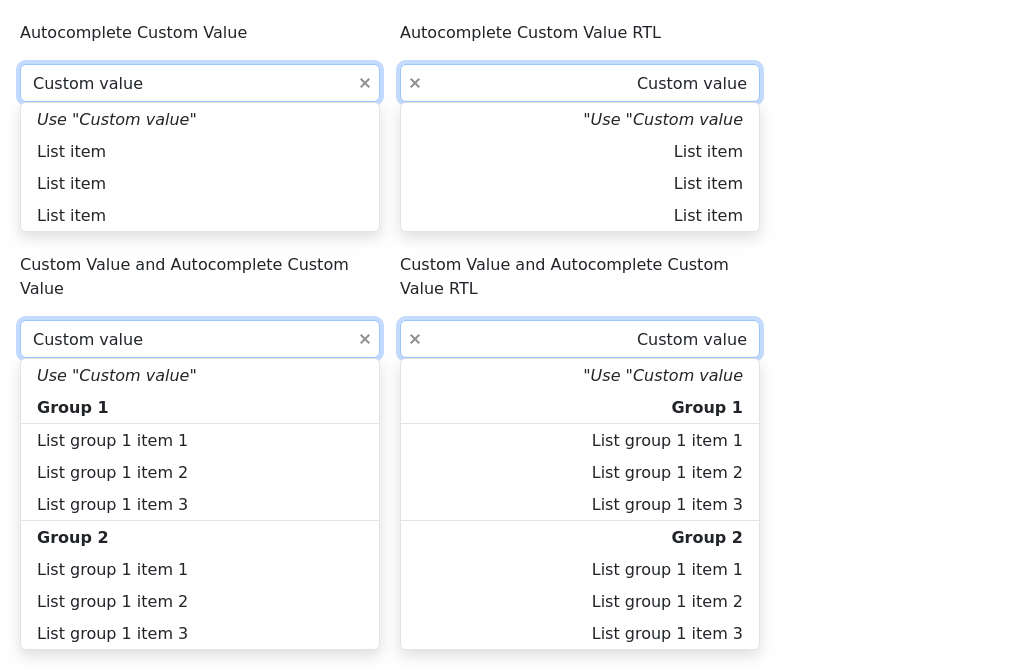 Autocomplete Custom Value
Custom value ×
Use "Custom value"
List item
List item
List item
Autocomplete Custom Value RTL
× Custom value
"Use "Custom value
List item
List item
List item
Custom Value and Autocomplete Custom
Value
Custom value ×
Use "Custom value"
Group 1
List group 1 item 1
List group 1 item 2
List group 1 item 3
Group 2
List group 1 item 1
List group 1 item 2
List group 1 item 3
Custom Value and Autocomplete Custom
Value RTL
× Custom value
"Use "Custom value
Group 1
List group 1 item 1
List group 1 item 2
List group 1 item 3
Group 2
List group 1 item 1
List group 1 item 2
List group 1 item 3